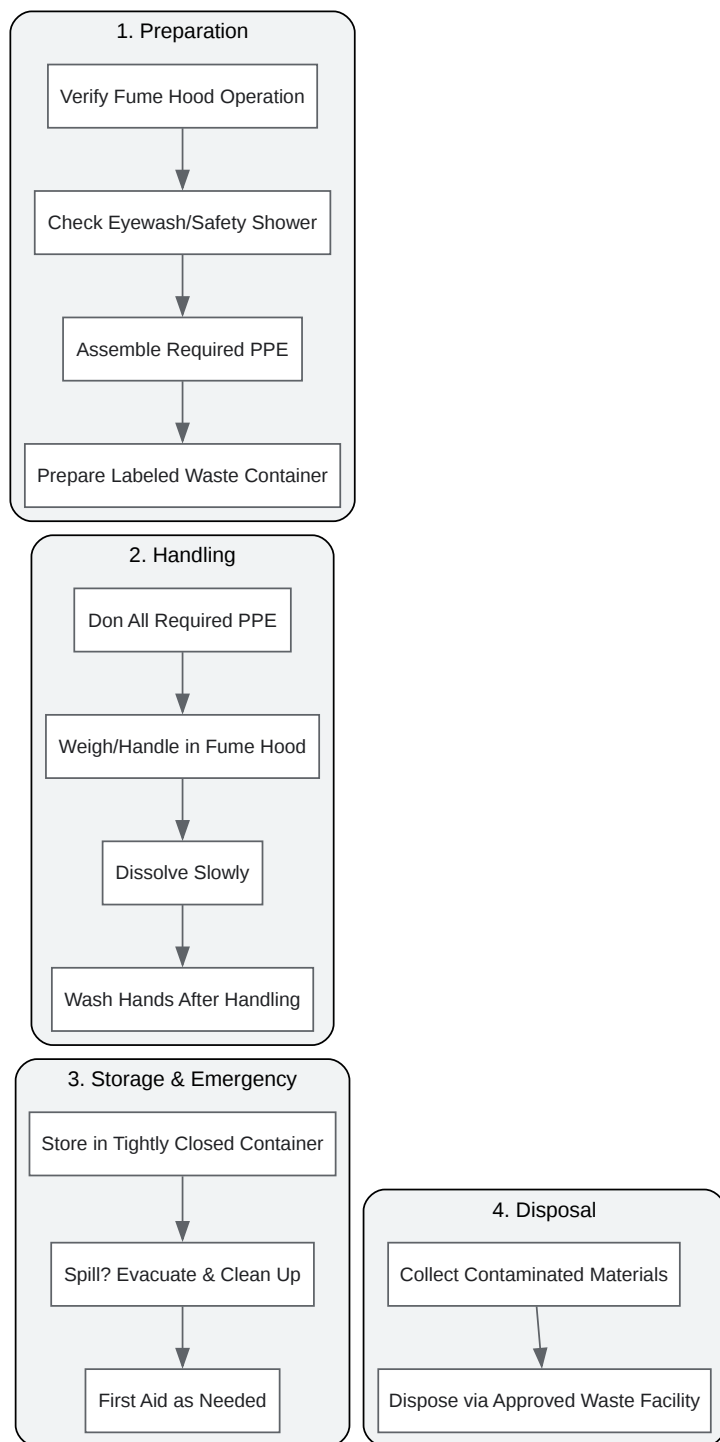 1. Preparation
Verify Fume Hood Operation
Check Eyewash/Safety Shower
Assemble Required PPE
Prepare Labeled Waste Container
2. Handling
Don All Required PPE
Weigh/Handle in Fume Hood
Dissolve Slowly
Wash Hands After Handling
3. Storage & Emergency
Store in Tightly Closed Container
Spill? Evacuate & Clean Up
First Aid as Needed
4. Disposal
Collect Contaminated Materials
Dispose via Approved Waste Facility